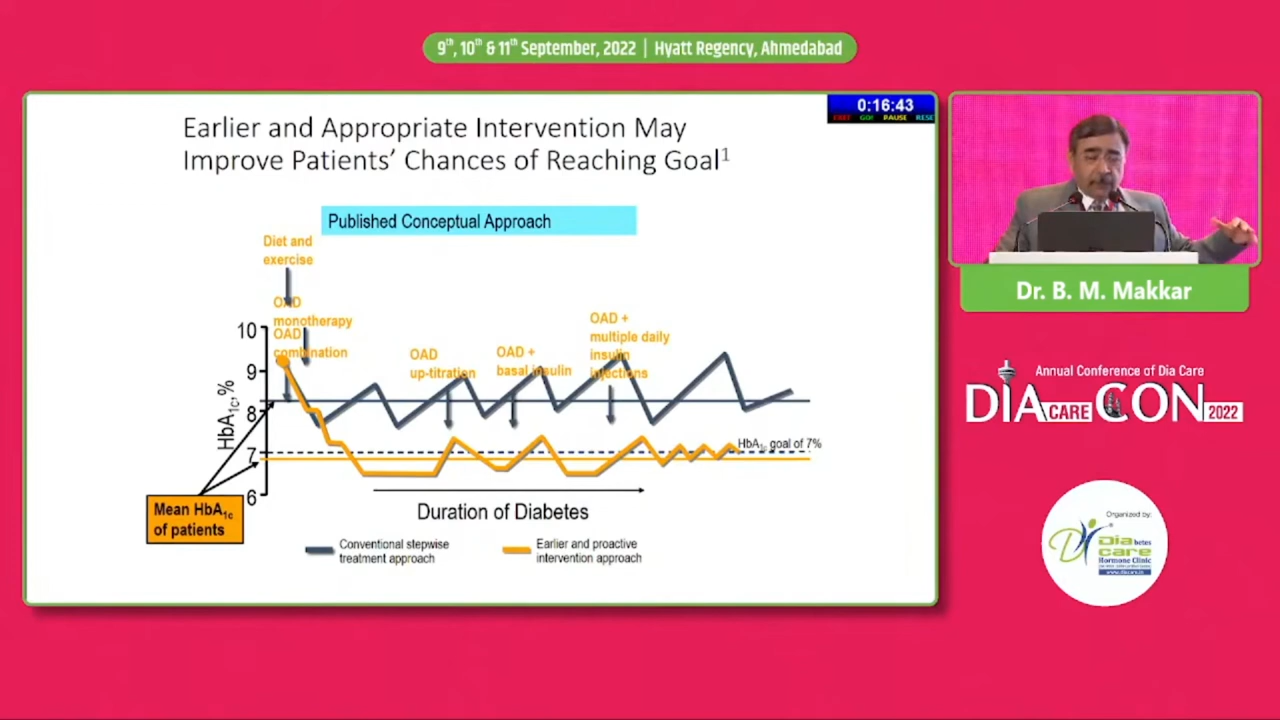 9th, 10th & 11th September, 2022 | Hyatt Regency, Ahmedabad
0:16:43
GO! PAUSE RESE
Earlier and Appropriate Intervention May
Improve Patients' Chances of Reaching Goal1
Published Conceptual Approach
Diet and
exercise
OAD
monotherapy
OAD
combination
OAD
up-titration
OAD +
basal insulin
OAD +
multiple daily
insulin
injections
HbA1C, %
10
9
8
7
6
HbA1c goal of 7%
Mean HbA1c
of patients
Duration of Diabetes
Conventional stepwise
treatment approach
Earlier and proactive
intervention approach
Dr. B. M. Makkar
Annual Conference of Dia Care
DIA CARE CON 2022
Organized by:
Diabetes
care
Hormone Clinic